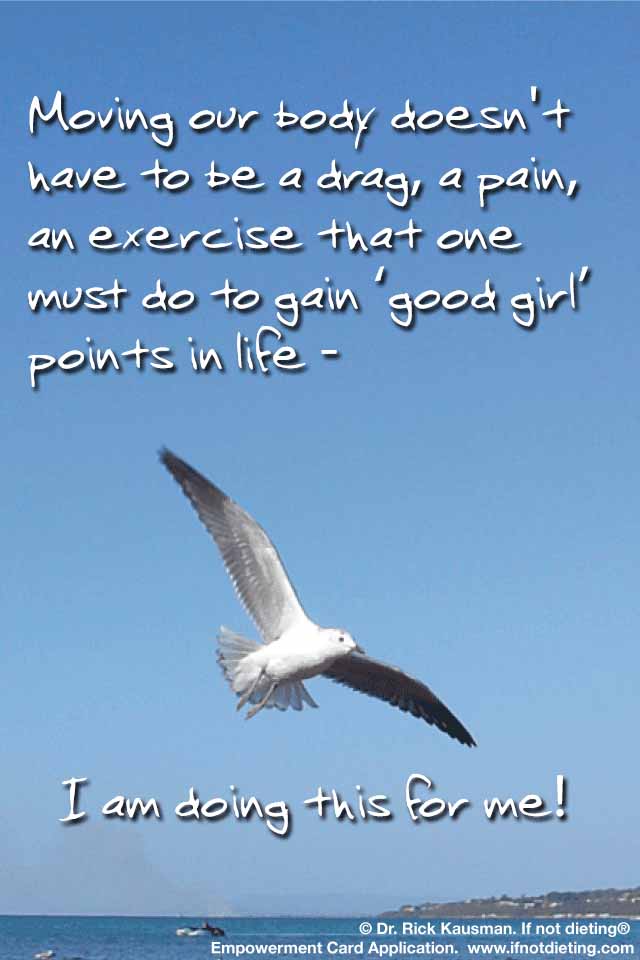 Moving our body doesn't
have to be a drag, a pain,
an exercise that one
must do to gain ‘good girl’
points in life -
I am doing this for me!
© Dr. Rick Kausman. If not dieting®
Empowerment Card Application. www.ifnotdieting.com